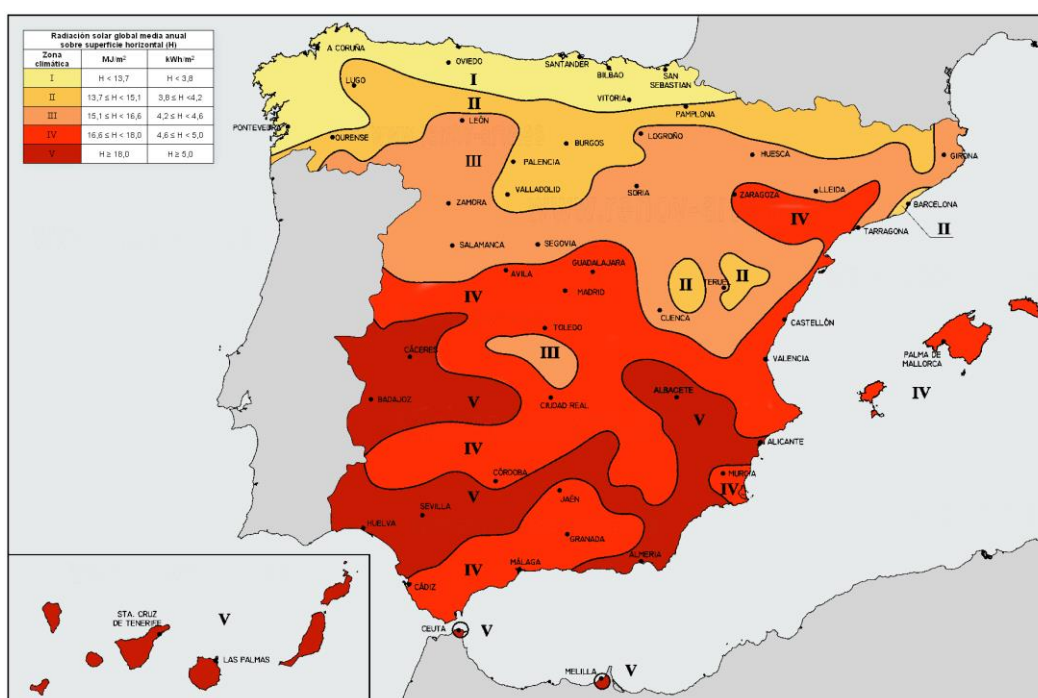 Radiación solar global media anual
sobre superficie horizontal (H)
Zona climática MJ/m² kWh/m²
I H < 13,7 H < 3,8
II 13,7 ≤ H < 15,1 3,8 ≤ H <4,2
III 15,1 ≤ H < 16,6 4,2 ≤ H < 4,6
IV 16,6 ≤ H < 18,0 4,6 ≤ H < 5,0
V H ≥ 18,0 H ≥ 5,0
A CORUÑA
OVIEDO
SANTANDER
BILBAO
SAN
SEBASTIAN
I
LUGO
VITORIA
II
PAMPLONA
PONTEVEDRA
LEÓN
OURENSE
LOGROÑO
BURGOS
III
PALENCIA
HUESCA
GIRONA
VALLADOLID
SORIA
ZARAGOZA
LLEIDA
ZAMORA
BARCELONA
IV
II
TARRAGONA
SALAMANCA
SEGOVIA
AVILA
GUADALAJARA
II
II
TERUEL
IV
MADRID
CUENCA
CASTELLÓN
TOLEDO
PALMA DE
MALLORCA
CÁCERES
III
VALENCIA
IV
BADAJOZ
V
CIUDAD REAL
ALBACETE
V
ALICANTE
IV
CÓRDOBA
MURCIA
IV
V
JAÉN
SEVILLA
HUELVA
GRANADA
ALMERIA
MÁLAGA
IV
CÁDIZ
CEUTA
V
MELILLA
V
STA. CRUZ
DE TENERIFE
V
LAS PALMAS